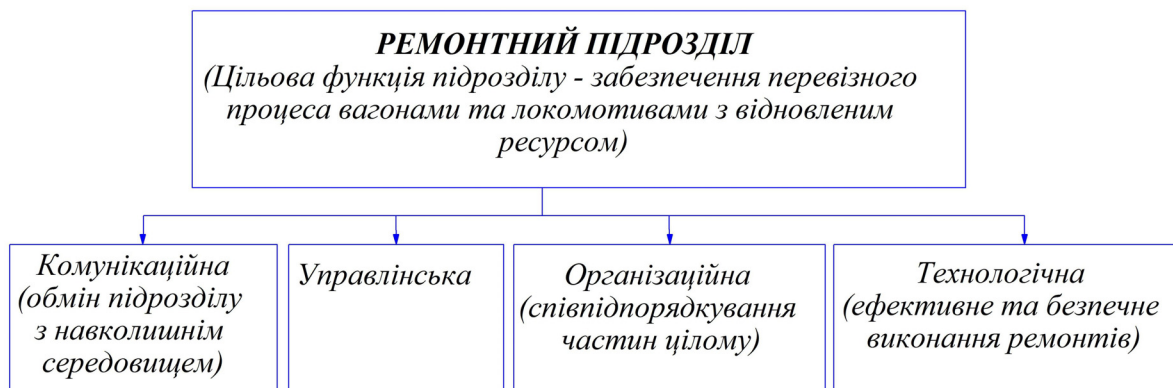 РЕМОНТНИЙ ПІДРОЗДІЛ
(Цільова функція підрозділу - забезпечення перевізного
процеса вагонами та локомотивами з відновленим
ресурсом)
Комунікаційна
(обмін підрозділу
з навколишнім
середовищем)
Управлінська
Організаційна
(співпідпорядкування
частин цілому)
Технологічна
(ефективне та безпечне
виконання ремонтів)